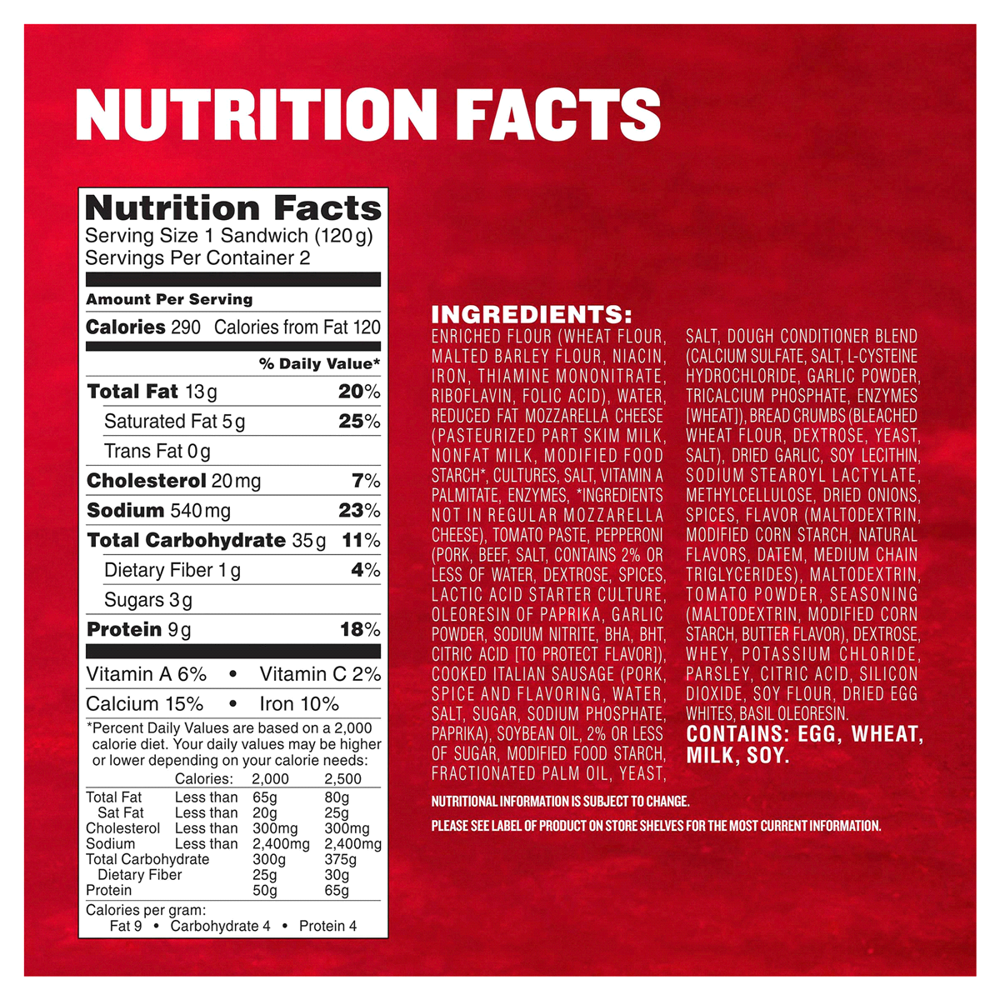 NUTRITION FACTS
Nutrition Facts
Serving Size 1 Sandwich (120 g)
Servings Per Container 2
Amount Per Serving
Calories 290 Calories from Fat 120
% Daily Value*
Total Fat 13 g 20%
Saturated Fat 5 g 25%
Trans Fat 0 g
Cholesterol 20 mg 7%
Sodium 540 mg 23%
Total Carbohydrate 35 g 11%
Dietary Fiber 1 g 4%
Sugars 3 g
Protein 9 g 18%
Vitamin A 6% • Vitamin C 2%
Calcium 15% • Iron 10%
*Percent Daily Values are based on a 2,000
calorie diet. Your daily values may be higher
or lower depending on your calorie needs:
Calories: 2,000 2,500
Total Fat Less than 65g 80g
Sat Fat Less than 20g 25g
Cholesterol Less than 300mg 300mg
Sodium Less than 2,400mg 2,400mg
Total Carbohydrate 300g 375g
Dietary Fiber 25g 30g
Protein 50g 65g
Calories per gram:
Fat 9 • Carbohydrate 4 • Protein 4
INGREDIENTS:
ENRICHED FLOUR (WHEAT FLOUR,
MALTED BARLEY FLOUR, NIACIN,
IRON, THIAMINE MONONITRATE,
RIBOFLAVIN, FOLIC ACID), WATER,
REDUCED FAT MOZZARELLA CHEESE
(PASTEURIZED PART SKIM MILK,
NONFAT MILK, MODIFIED FOOD
STARCH*, CULTURES, SALT, VITAMIN A
PALMITATE, ENZYMES, *INGREDIENTS
NOT IN REGULAR MOZZARELLA
CHEESE), TOMATO PASTE, PEPPERONI
(PORK, BEEF, SALT, CONTAINS 2% OR
LESS OF WATER, DEXTROSE, SPICES,
LACTIC ACID STARTER CULTURE,
OLEORESIN OF PAPRIKA, GARLIC
POWDER, SODIUM NITRITE, BHA, BHT,
CITRIC ACID [TO PROTECT FLAVOR]),
COOKED ITALIAN SAUSAGE (PORK,
SPICE AND FLAVORING, WATER,
SALT, SUGAR, SODIUM PHOSPHATE,
PAPRIKA), SOYBEAN OIL, 2% OR LESS
OF SUGAR, MODIFIED FOOD STARCH,
FRACTIONATED PALM OIL, YEAST,
SALT, DOUGH CONDITIONER BLEND
(CALCIUM SULFATE, SALT, L-CYSTEINE
HYDROCHLORIDE, GARLIC POWDER,
TRICALCIUM PHOSPHATE, ENZYMES
[WHEAT]), BREAD CRUMBS (BLEACHED
WHEAT FLOUR, DEXTROSE, YEAST,
SALT), DRIED GARLIC, SOY LECITHIN,
SODIUM STEAROYL LACTYLATE,
METHYLCELLULOSE, DRIED ONIONS,
SPICES, FLAVOR (MALTODEXTRIN,
MODIFIED CORN STARCH, NATURAL
FLAVORS, DATEM, MEDIUM CHAIN
TRIGLYCERIDES), MALTODEXTRIN,
TOMATO POWDER, SEASONING
(MALTODEXTRIN, MODIFIED CORN
STARCH, BUTTER FLAVOR), DEXTROSE,
WHEY, POTASSIUM CHLORIDE,
PARSLEY, CITRIC ACID, SILICON
DIOXIDE, SOY FLOUR, DRIED EGG
WHITES, BASIL OLEORESIN.
CONTAINS: EGG, WHEAT,
MILK, SOY.
NUTRITIONAL INFORMATION IS SUBJECT TO CHANGE.
PLEASE SEE LABEL OF PRODUCT ON STORE SHELVES FOR THE MOST CURRENT INFORMATION.